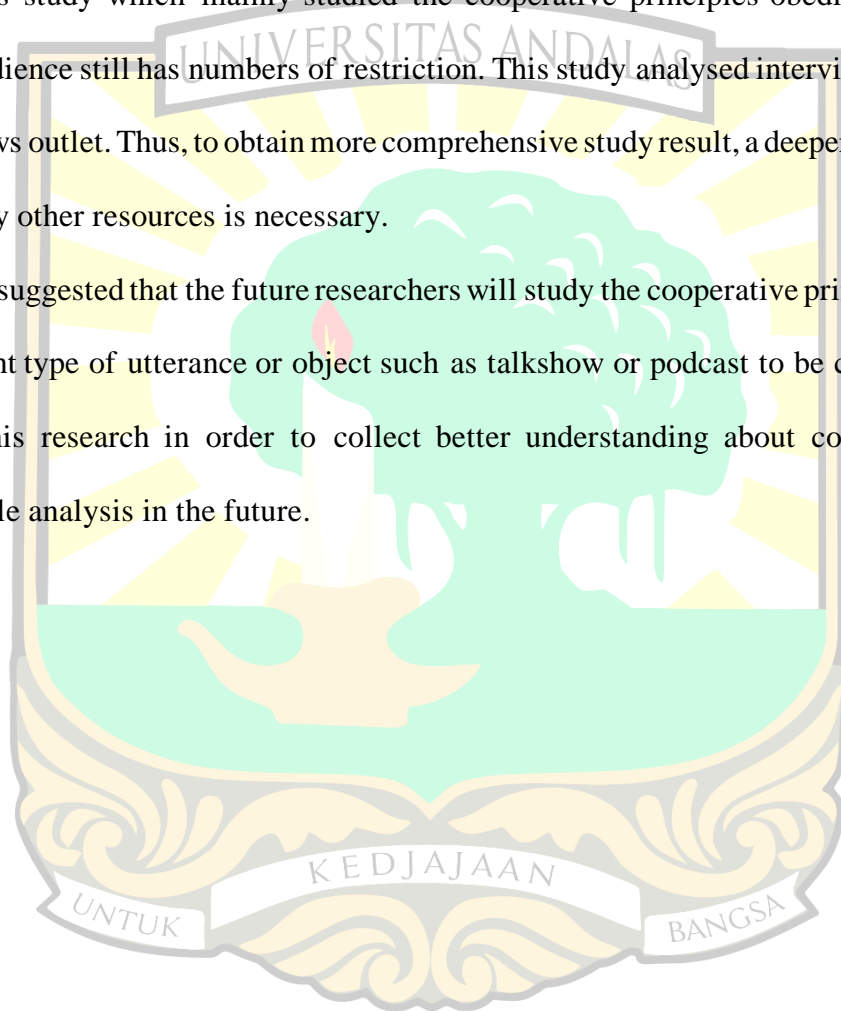 s study which mainly studied the cooperative principles obedi
UNIVERSITAS ANDALAS
dience still has numbers of restriction. This study analysed intervi
vs outlet. Thus, to obtain more comprehensive study result, a deeper
y other resources is necessary.
suggested that the future researchers will study the cooperative pri
nt type of utterance or object such as talkshow or podcast to be c
his research in order to collect better understanding about co
le analysis in the future.
KEDJAJAAN
UNTUK BANGSA